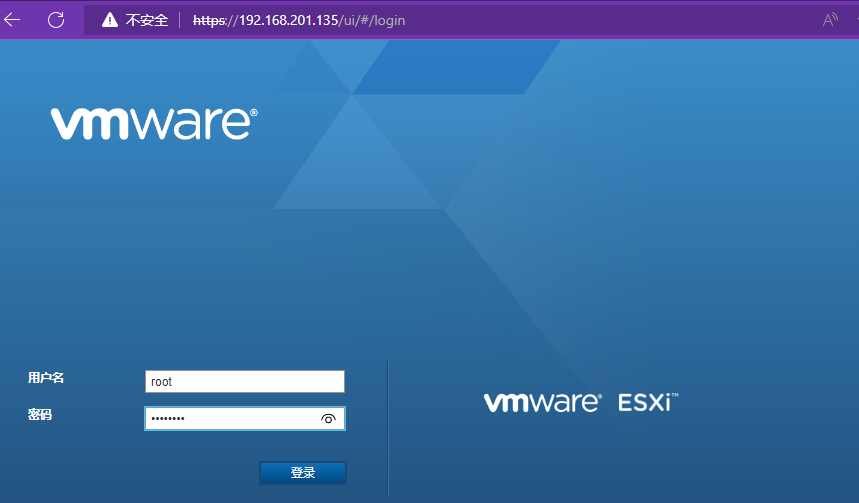 不安全 https://192.168.201.135/ui/#/login A
vmware®
用户名 root
密码 ••••••••
登录
vmware® ESXi™